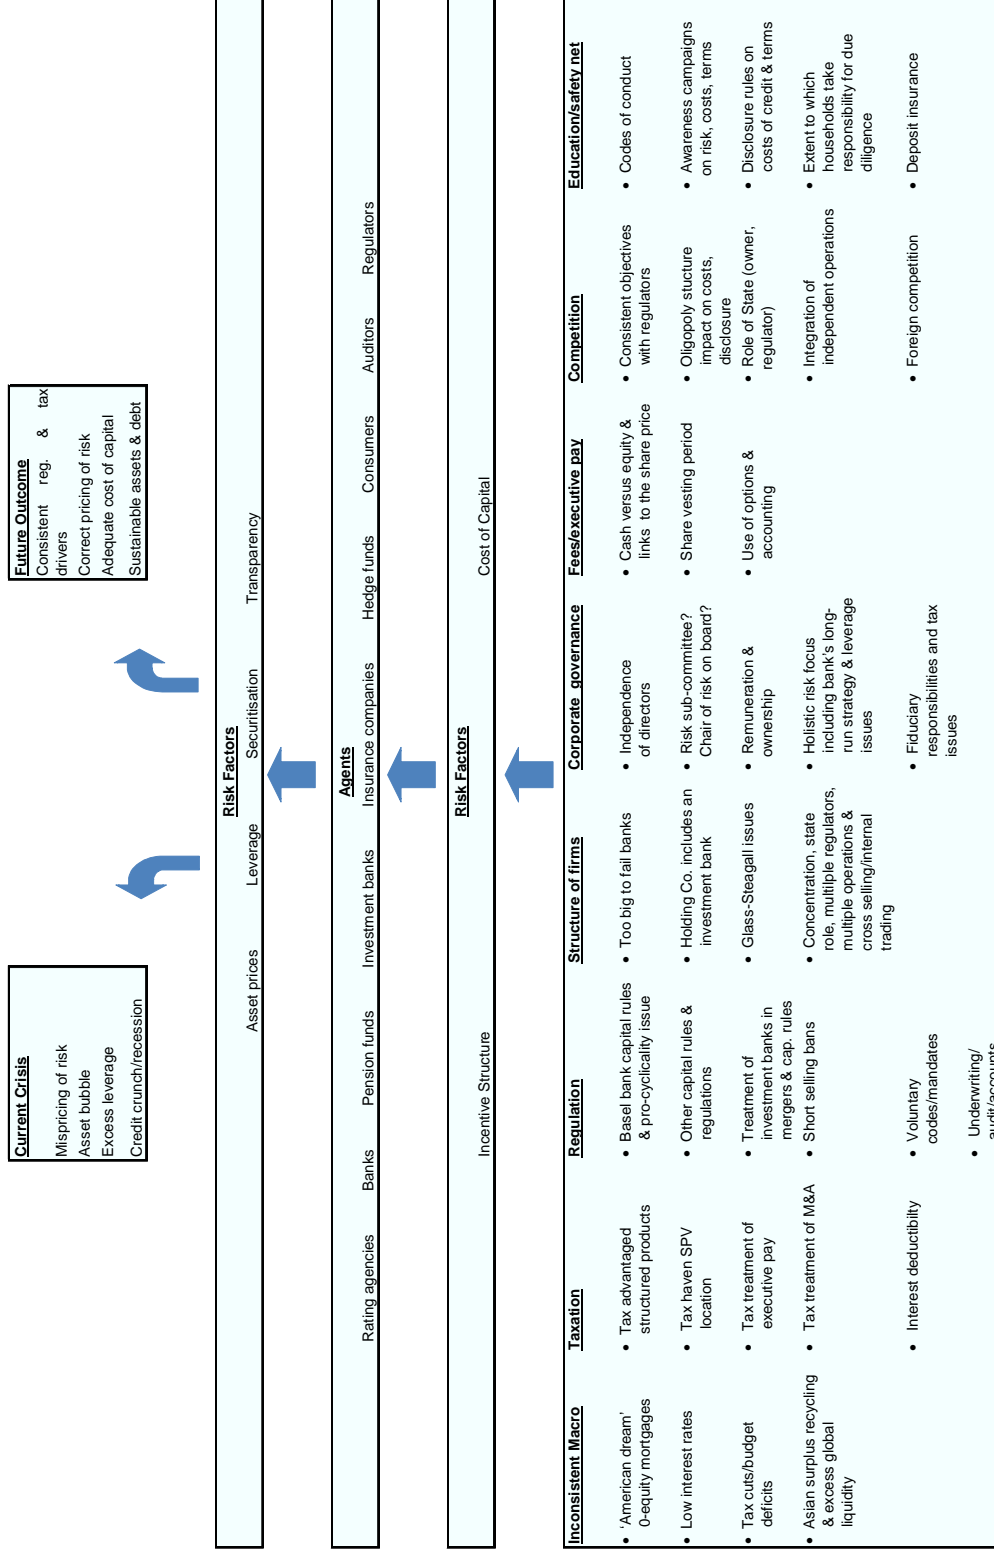 Current Crisis
Mispricing of risk
Asset bubble
Excess leverage
Credit crunch/recession
Future Outcome
Consistent reg. & tax
drivers
Correct pricing of risk
Adequate cost of capital
Sustainable assets & debt
Risk Factors
Asset prices Leverage Securitisation Transparency
Agents
Rating agencies Banks Pension funds Investment banks Insurance companies Hedge funds Consumers Auditors Regulators
Risk Factors
Incentive Structure Cost of Capital
Inconsistent Macro
• 'American dream'
0-equity mortgages
• Low interest rates
• Tax cuts/budget
deficits
• Asian surplus recycling
& excess global
liquidity
Taxation
• Tax advantaged
structured products
• Tax haven SPV
location
• Tax treatment of
executive pay
• Tax treatment of M&A
• Interest deductibilty
Regulation
• Basel bank capital rules
& pro-cyclicality issue
• Other capital rules &
regulations
• Treatment of
investment banks in
mergers & cap. rules
• Short selling bans
• Voluntary
codes/mandates
• Underwriting/
audit/accounts
Structure of firms
• Too big to fail banks
• Holding Co. includes an
investment bank
• Glass-Steagall issues
• Concentration, state
role, multiple regulators,
multiple operations &
cross selling/internal
trading
Corporate governance
• Independence
of directors
• Risk sub-committee?
Chair of risk on board?
• Remuneration &
ownership
• Holistic risk focus
including bank's long-
run strategy & leverage
issues
• Fiduciary
responsibilities and tax
issues
Fees/executive pay
• Cash versus equity &
links to the share price
• Share vesting period
• Use of options &
accounting
Competition
• Consistent objectives
with regulators
• Oligopoly stucture
impact on costs,
disclosure
• Role of State (owner,
regulator)
• Integration of
independent operations
• Foreign competition
Education/safety net
• Codes of conduct
• Awareness campaigns
on risk, costs, terms
• Disclosure rules on
costs of credit & terms
• Extent to which
households take
responsibility for due
diligence
• Deposit insurance